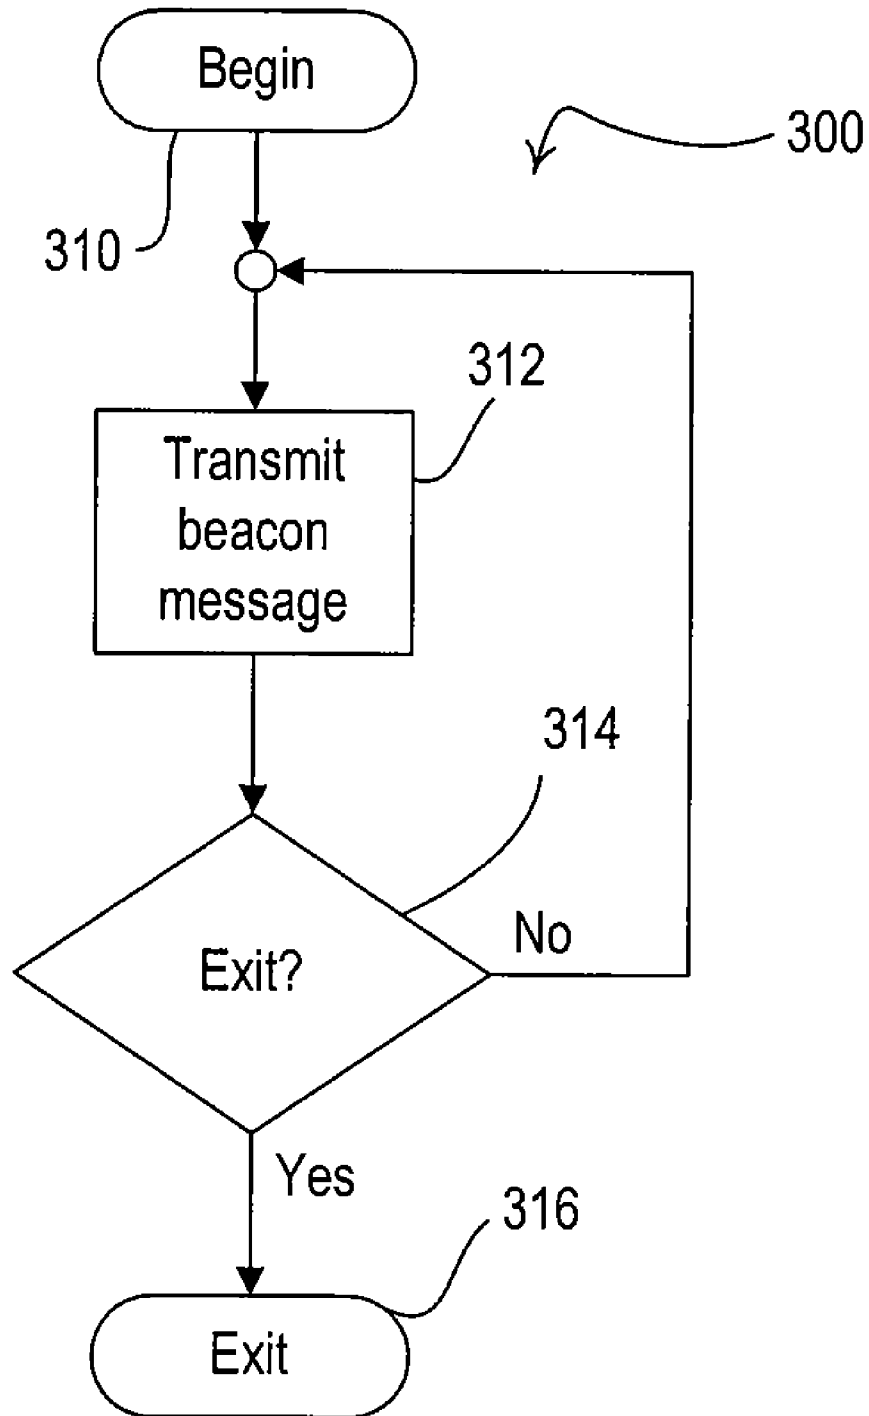 Begin
300
310
312
Transmit
beacon
message
314
No
Exit?
Yes
316
Exit